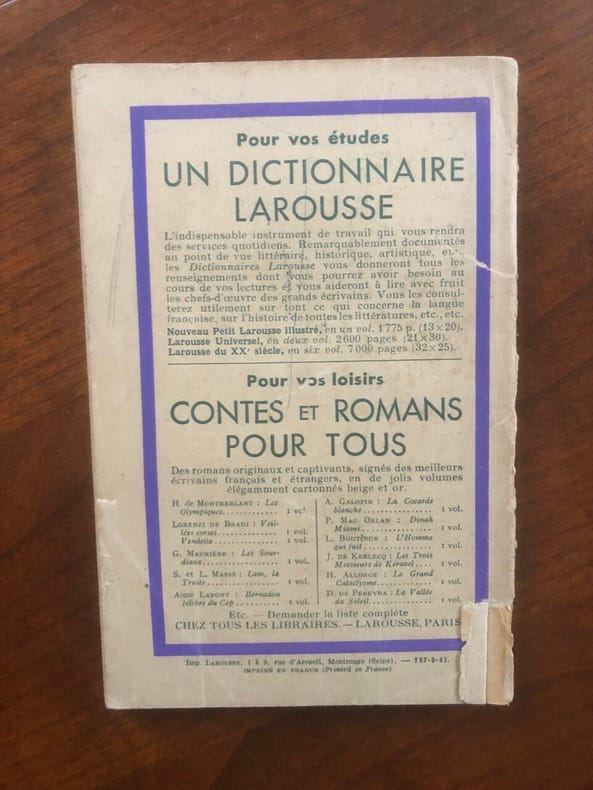 Pour vos études
UN DICTIONNAIRE
LAROUSSE
L'indispensable instrument de travail qui vous rendra
des services quotidiens. Remarquablement documentés
au point de vue littéraire, historique, artistique, etc.,
les Dictionnaires Larousse vous donneront tous les
renseignements dont vous pourrez avoir besoin au
cours de vos lectures et vous aideront à lire avec fruit
les chefs-d'œuvre des grands écrivains. Vous les consul-
terez utilement sur tout ce qui concerne la langue
française, sur l'histoire de toutes les littératures, etc., etc.
Nouveau Petit Larousse illustré, en un vol. 1 775 p. (13×20).
Larousse Universel, en deux vol. 2 600 pages (21×30).
Larousse du XXe siècle, en six vol. 7 000 pages (32×25).
Pour vos loisirs
CONTES ET ROMANS
POUR TOUS
Des romans originaux et captivants, signés des meilleurs
écrivains français et étrangers, en de jolis volumes
élégamment cartonnés beige et or.
H. DE MONTHERLANT : Les
Olympiques............ 1 vol.
LORENZI DE BRADI : Veil-
lées corses............ 1 vol.
Vendetta............ 1 vol.
G. MAURIÈRE : Les Sour-
diaux............ 1 vol.
S. et L. MASSÉ : Lam, la
Truite............ 1 vol.
AIMÉ LAFONT : Bernadou
félibre du Cep............ 1 vol.
A. GALOPIN : La Cocarde
blanche............ 1 vol.
P. MAC ORLAN : Dinah
Miami............ 1 vol.
L. BOUTINON : L'Homme
qui fuit............ 1 vol.
J. DE KERLECQ : Les Trois
Messieurs de Kéravel.... 1 vol.
H. ALLORGE : Le Grand
Cataclysme............ 1 vol.
D. DE PEREYRA : La Vallée
du Soleil............ 1 vol.
Etc. — Demander la liste complète
CHEZ TOUS LES LIBRAIRES. — LAROUSSE, PARIS
Imp. LAROUSSE, 1 à 9, rue d'Arcueil, Montrouge (Seine). — 787-9-41.
IMPRIMÉ EN FRANCE (Printed in France)